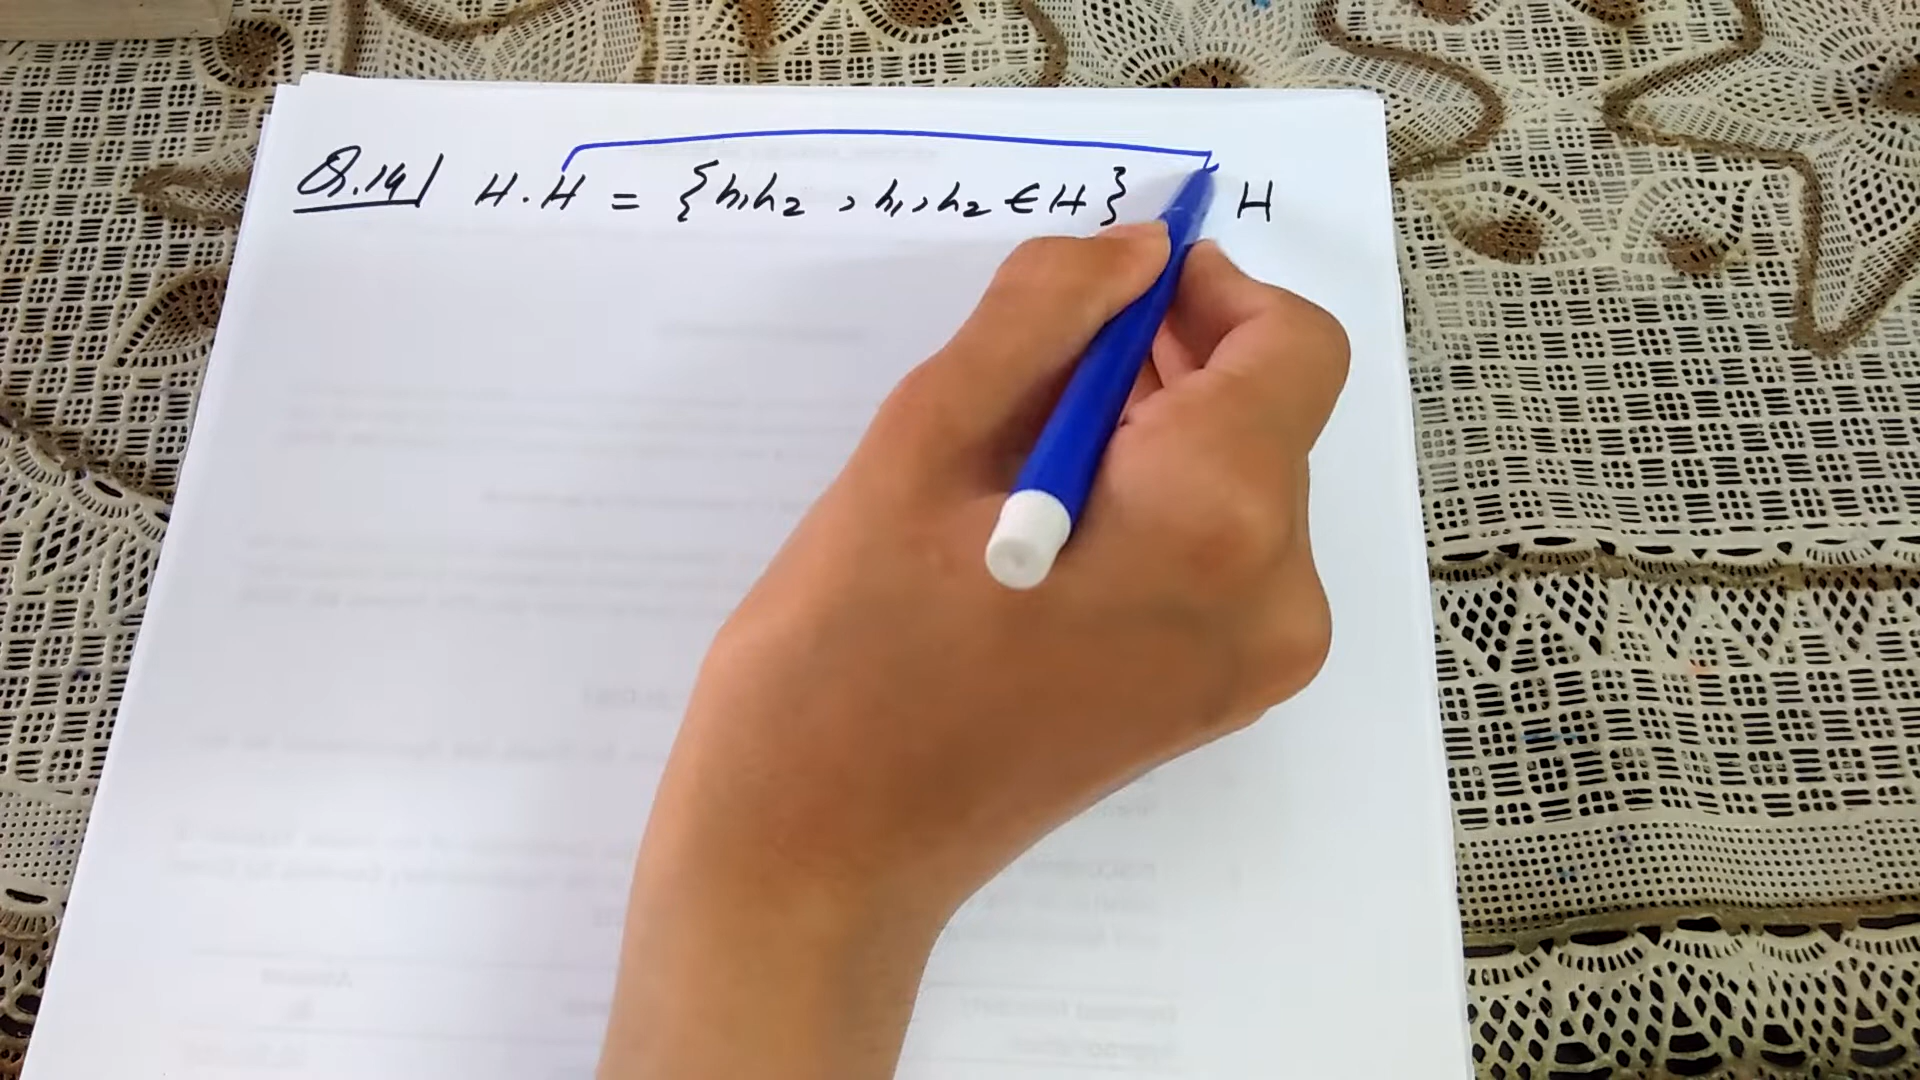 Q.14) H.H = {h₁h₂ , h₁,h₂ ∈ H} H